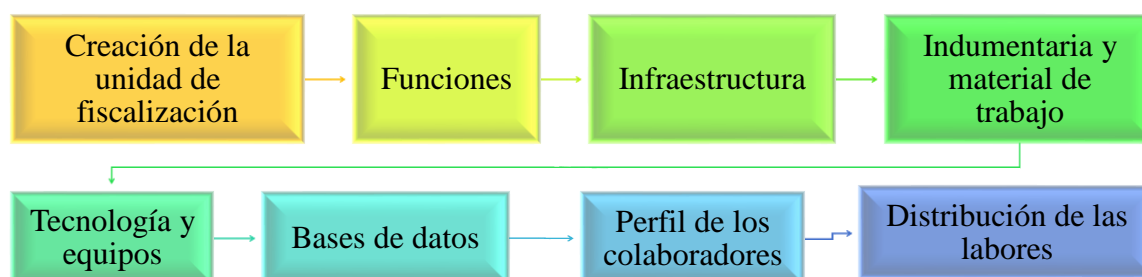 Creación de la
unidad de
fiscalización
Funciones
Infraestructura
Indumentaria y
material de
trabajo
Tecnología y
equipos
Bases de datos
Perfil de los
colaboradores
Distribución de las
labores